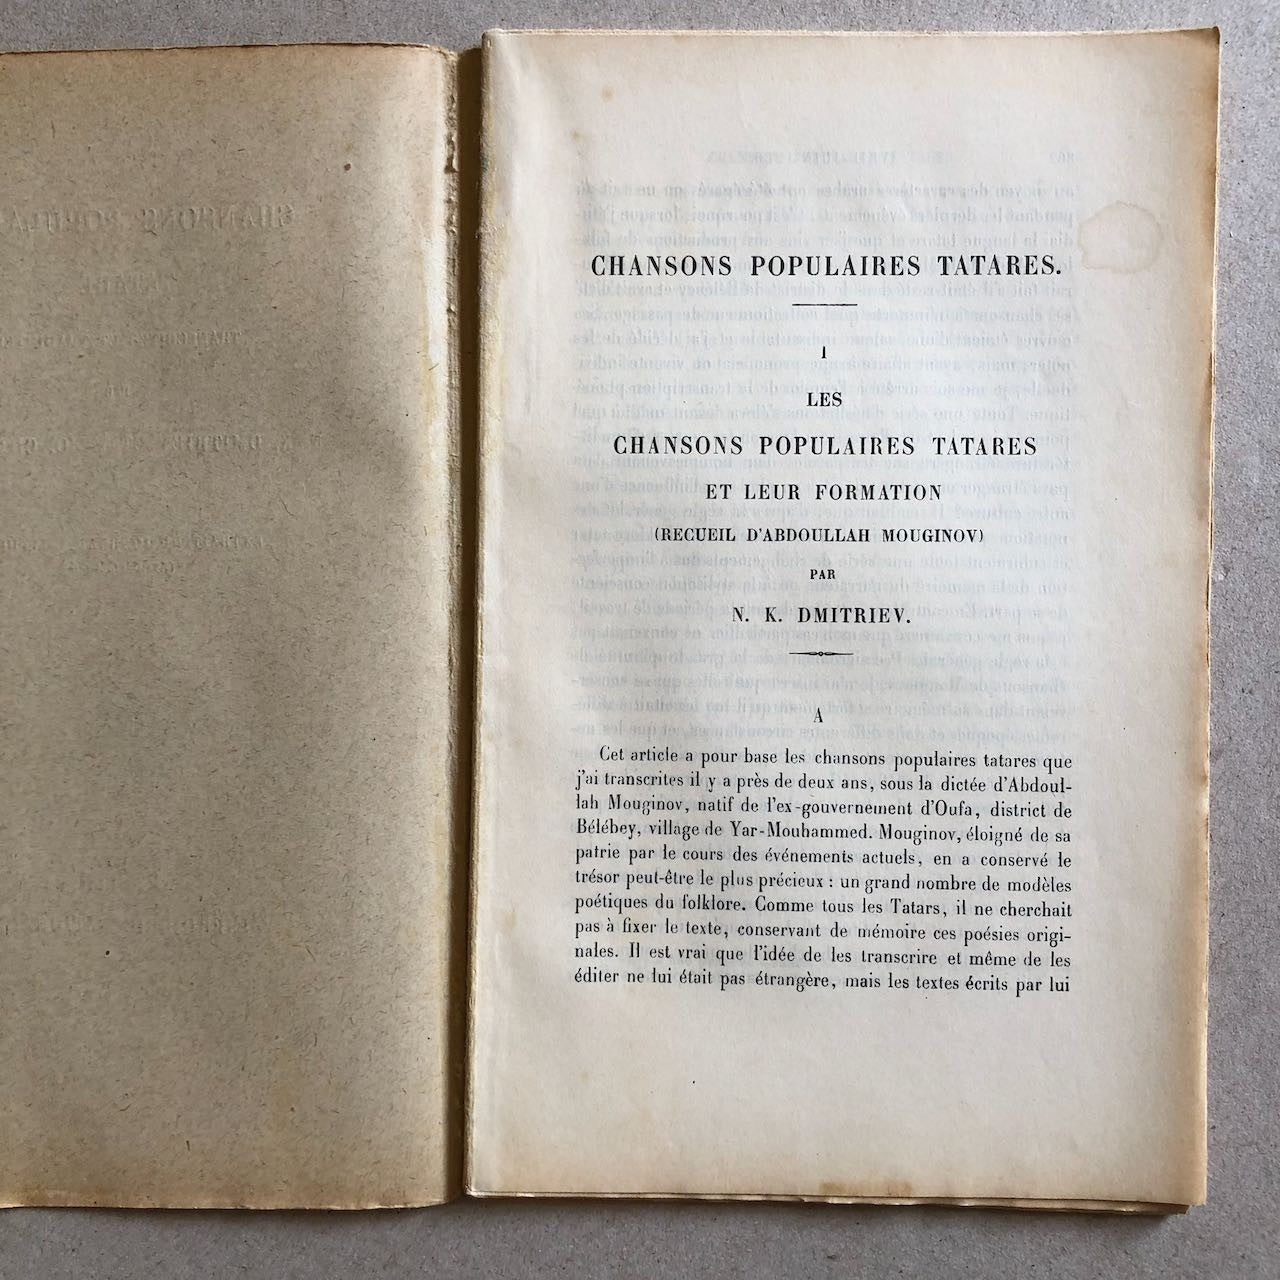 CHANSONS POPULAIRES TATARES.
I
LES
CHANSONS POPULAIRES TATARES
ET LEUR FORMATION
(RECUEIL D'ABDOULLAH MOUGINOV)
PAR
N. K. DMITRIEV.
A
Cet article a pour base les chansons populaires tatares que
j'ai transcrites il y a près de deux ans, sous la dictée d'Abdoul-
lah Mouginov, natif de l'ex-gouvernement d'Oufa, district de
Bélébey, village de Yar-Mouhammed. Mouginov, éloigné de sa
patrie par le cours des événements actuels, en a conservé le
trésor peut-être le plus précieux : un grand nombre de modèles
poétiques du folklore. Comme tous les Tatars, il ne cherchait
pas à fixer le texte, conservant de mémoire ces poésies origi-
nales. Il est vrai que l'idée de les transcrire et même de les
éditer ne lui était pas étrangère, mais les textes écrits par lui